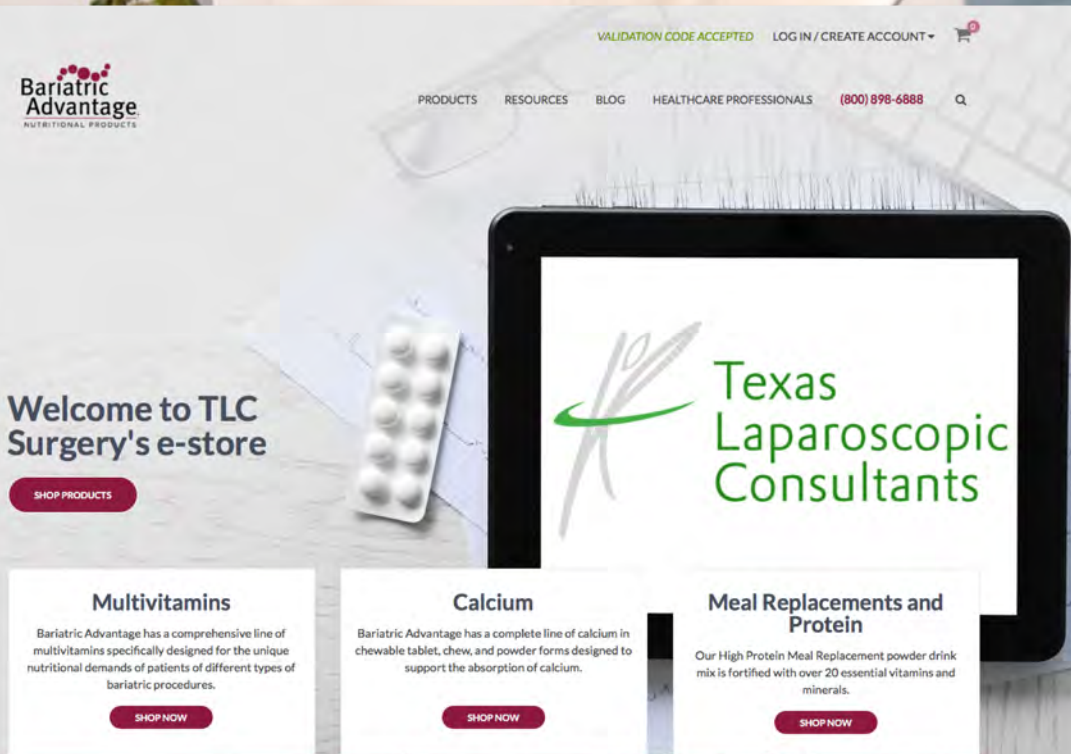 VALIDATION CODE ACCEPTED LOG IN / CREATE ACCOUNT 0
Bariatric
Advantage
NUTRITIONAL PRODUCTS
PRODUCTS RESOURCES BLOG HEALTHCARE PROFESSIONALS (800) 898-6888
Texas
Laparoscopic
Consultants
Welcome to TLC
Surgery's e-store
SHOP PRODUCTS
Multivitamins
Bariatric Advantage has a comprehensive line of
multivitamins specifically designed for the unique
nutritional demands of patients of different types of
bariatric procedures.
SHOP NOW
Calcium
Bariatric Advantage has a complete line of calcium in
chewable tablet, chew, and powder forms designed to
support the absorption of calcium.
SHOP NOW
Meal Replacements and
Protein
Our High Protein Meal Replacement powder drink
mix is fortified with over 20 essential vitamins and
minerals.
SHOP NOW